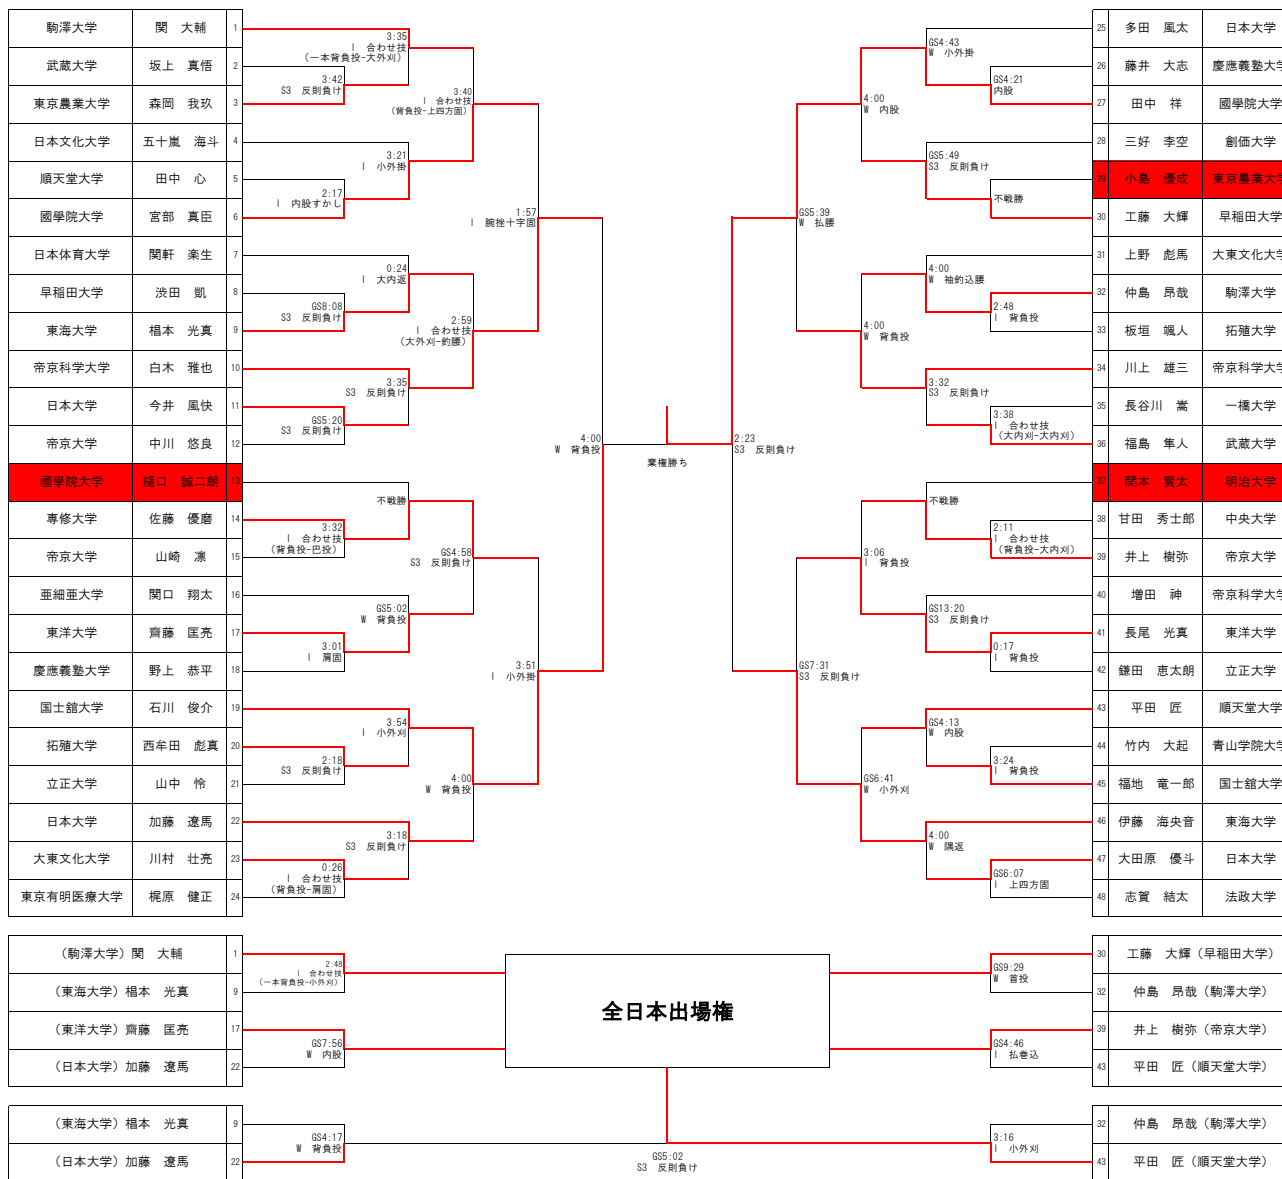 駒澤大学 関 大輔 1
武蔵大学 坂上 真悟 2
東京農業大学 森岡 我玖 3
日本文化大学 五十嵐 海斗 4
順天堂大学 田中 心 5
國學院大学 宮部 真臣 6
日本体育大学 関軒 楽生 7
早稲田大学 渋田 凱 8
東海大学 椙本 光真 9
帝京科学大学 白木 雅也 10
日本大学 今井 風快 11
帝京大学 中川 悠良 12
國學院大学 樋口 誠二朗 13
専修大学 佐藤 優磨 14
帝京大学 山崎 凛 15
亜細亜大学 関口 翔太 16
東洋大学 齋藤 匡亮 17
慶應義塾大学 野上 恭平 18
国士舘大学 石川 俊介 19
拓殖大学 西牟田 彪真 20
立正大学 山中 怜 21
日本大学 加藤 遼馬 22
大東文化大学 川村 壮亮 23
東京有明医療大学 梶原 健正 24
3:35
I 合わせ技
(一本背負投-大外刈)
3:42
S3 反則負け
3:21
I 小外掛
2:17
I 内股すかし
0:24
I 大内返
GS8:08
S3 反則負け
3:35
S3 反則負け
GS5:20
S3 反則負け
不戦勝
3:32
I 合わせ技
(背負投-巴投)
GS5:02
W 背負投
3:01
I 肩固
3:54
I 小外刈
2:18
S3 反則負け
3:18
S3 反則負け
0:26
I 合わせ技
(背負投-肩固)
3:40
I 合わせ技
(背負投-上四方固)
2:59
I 合わせ技
(大外刈-釣腰)
GS4:58
S3 反則負け
4:00
W 背負投
1:57
I 腕挫十字固
3:51
I 小外掛
4:00
W 背負投
棄権勝ち
2:23
S3 反則負け
GS5:39
W 払腰
GS7:31
S3 反則負け
4:00
W 内股
4:00
W 背負投
3:06
I 背負投
GS6:41
W 小外刈
GS4:43
W 小外掛
GS4:21
内股
GS5:49
S3 反則負け
不戦勝
4:00
W 袖釣込腰
2:48
I 背負投
3:32
S3 反則負け
3:38
I 合わせ技
(大内刈-大内刈)
不戦勝
2:11
I 合わせ技
(背負投-大内刈)
GS13:20
S3 反則負け
0:17
I 背負投
GS4:13
W 内股
3:24
I 背負投
4:00
W 隅返
GS6:07
I 上四方固
25 多田 風太 日本大学
26 藤井 大志 慶應義塾大学
27 田中 祥 國學院大学
28 三好 李空 創価大学
29 小島 優成 東京農業大学
30 工藤 大輝 早稲田大学
31 上野 彪馬 大東文化大学
32 仲島 昂哉 駒澤大学
33 板垣 颯人 拓殖大学
34 川上 雄三 帝京科学大学
35 長谷川 嵩 一橋大学
36 福島 隼人 武蔵大学
37 関本 賢太 明治大学
38 甘田 秀士郎 中央大学
39 井上 樹弥 帝京大学
40 増田 神 帝京科学大学
41 長尾 光真 東洋大学
42 鎌田 恵太朗 立正大学
43 平田 匠 順天堂大学
44 竹内 大起 青山学院大学
45 福地 竜一郎 国士舘大学
46 伊藤 海央音 東海大学
47 大田原 優斗 日本大学
48 志賀 結太 法政大学
(駒澤大学)関 大輔 1
(東海大学)椙本 光真 9
(東洋大学)齋藤 匡亮 17
(日本大学)加藤 遼馬 22
2:48
I 合わせ技
(一本背負投-小外刈)
GS7:56
W 内股
全日本出場権
GS9:29
W 首投
GS4:46
I 払巻込
30 工藤 大輝(早稲田大学)
32 仲島 昂哉(駒澤大学)
39 井上 樹弥(帝京大学)
43 平田 匠(順天堂大学)
(東海大学)椙本 光真 9
(日本大学)加藤 遼馬 22
GS4:17
W 背負投
GS5:02
S3 反則負け
3:16
I 小外刈
32 仲島 昂哉(駒澤大学)
43 平田 匠(順天堂大学)